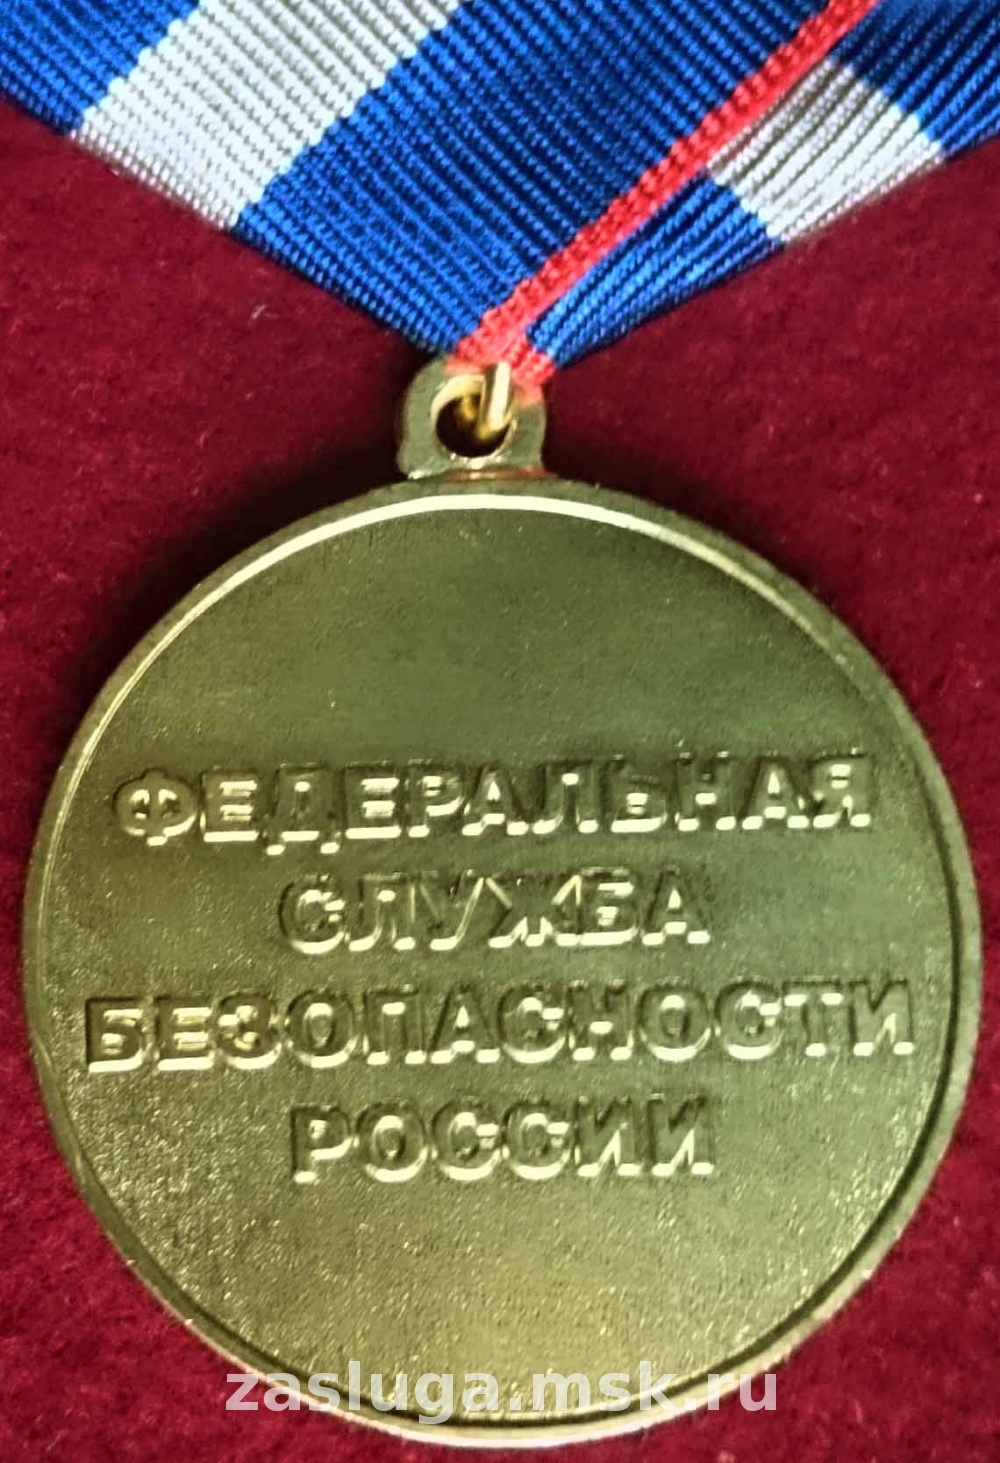 ФЕДЕРАЛЬНАЯ
СЛУЖБА
БЕЗОПАСНОСТИ
РОССИИ
zasluga.msk.ru